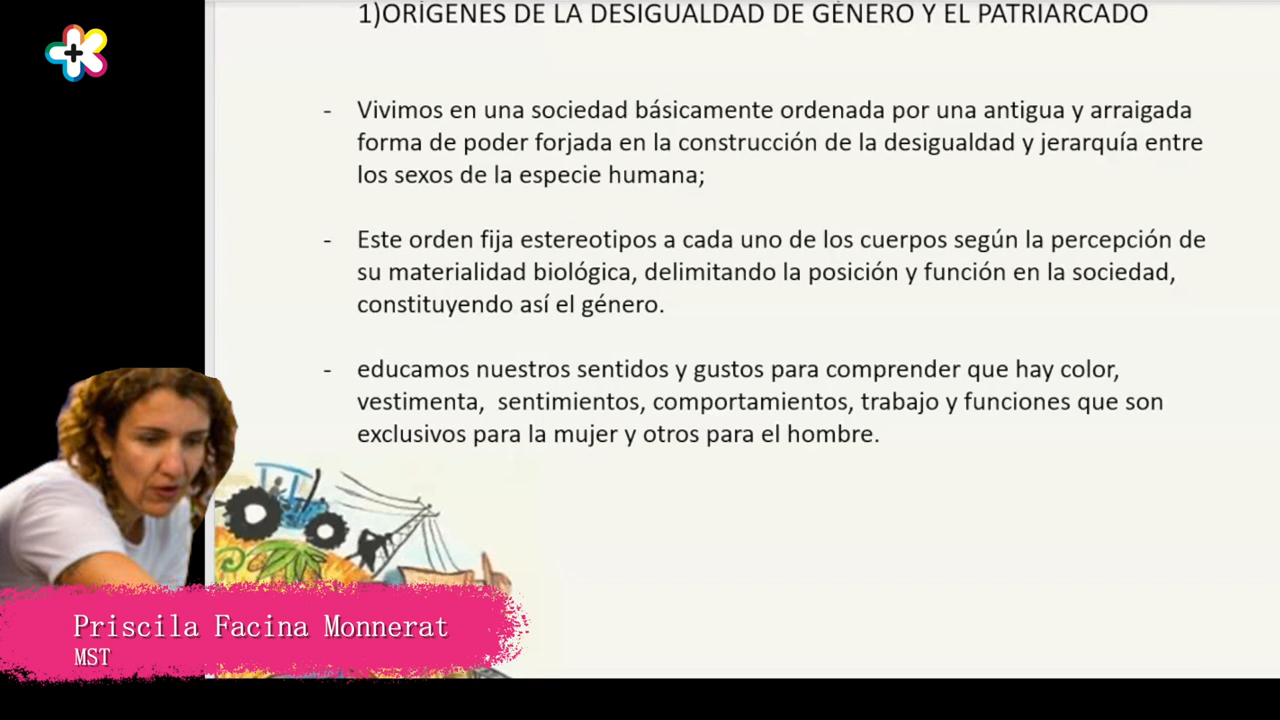 1)ORÍGENES DE LA DESIGUALDAD DE GÉNERO Y EL PATRIARCADO
- Vivimos en una sociedad básicamente ordenada por una antigua y arraigada
forma de poder forjada en la construcción de la desigualdad y jerarquía entre
los sexos de la especie humana;
- Este orden fija estereotipos a cada uno de los cuerpos según la percepción de
su materialidad biológica, delimitando la posición y función en la sociedad,
constituyendo así el género.
- educamos nuestros sentidos y gustos para comprender que hay color,
vestimenta, sentimientos, comportamientos, trabajo y funciones que son
exclusivos para la mujer y otros para el hombre.
Priscila Facina Monnerat
MST